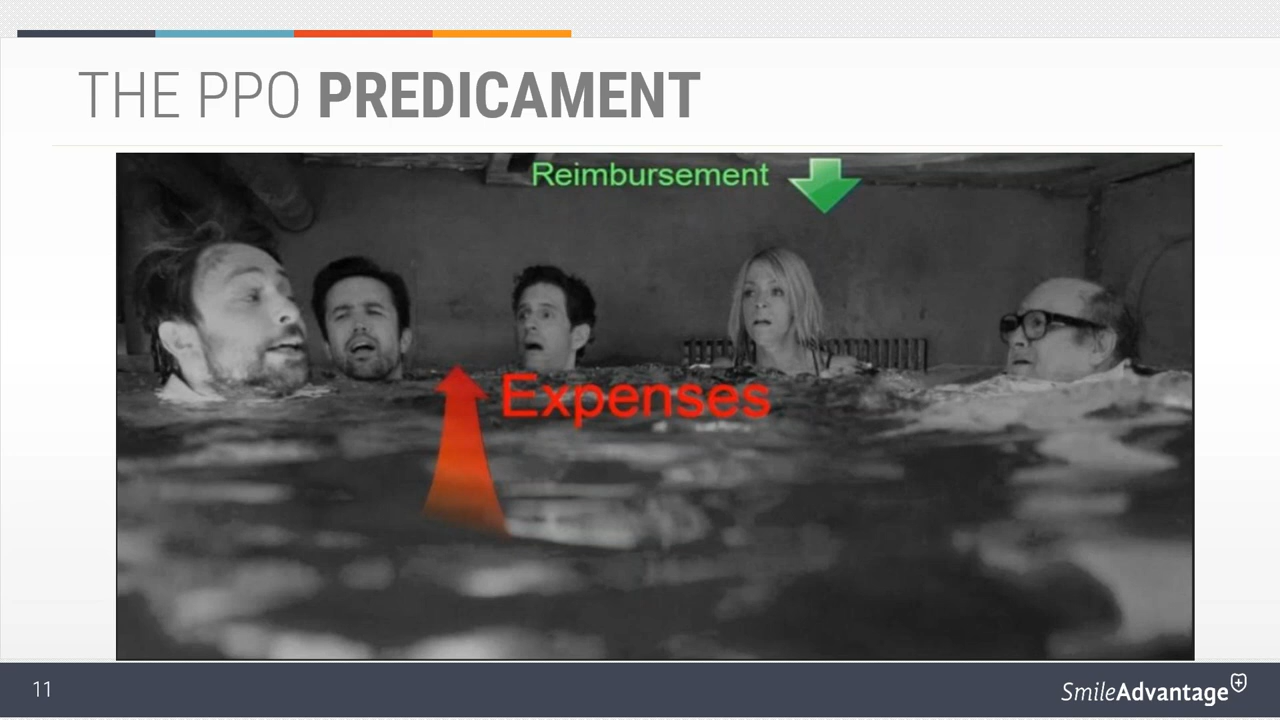 THE PPO PREDICAMENT
Reimbursement
Expenses
11
SmileAdvantage